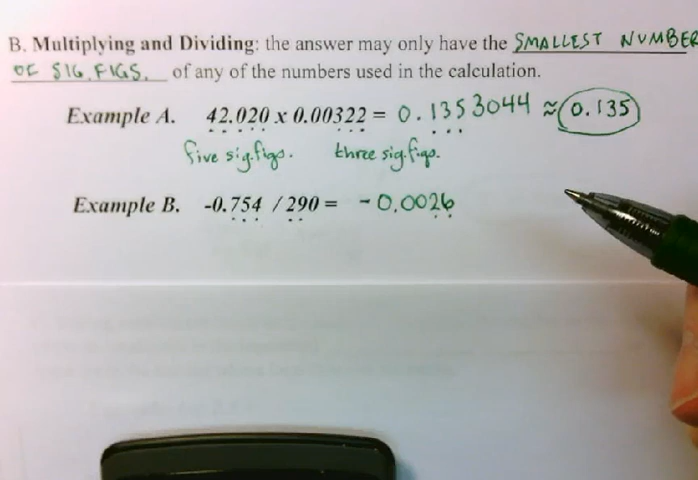 B. Multiplying and Dividing: the answer may only have the SMALLEST NUMBER
OF SIG. FIGS. of any of the numbers used in the calculation.
Example A. 42.020 x 0.00322 = 0.1353044 ≈ 0.135
five sig.figs. three sig.figs.
Example B. -0.754 / 290 = -0.0026